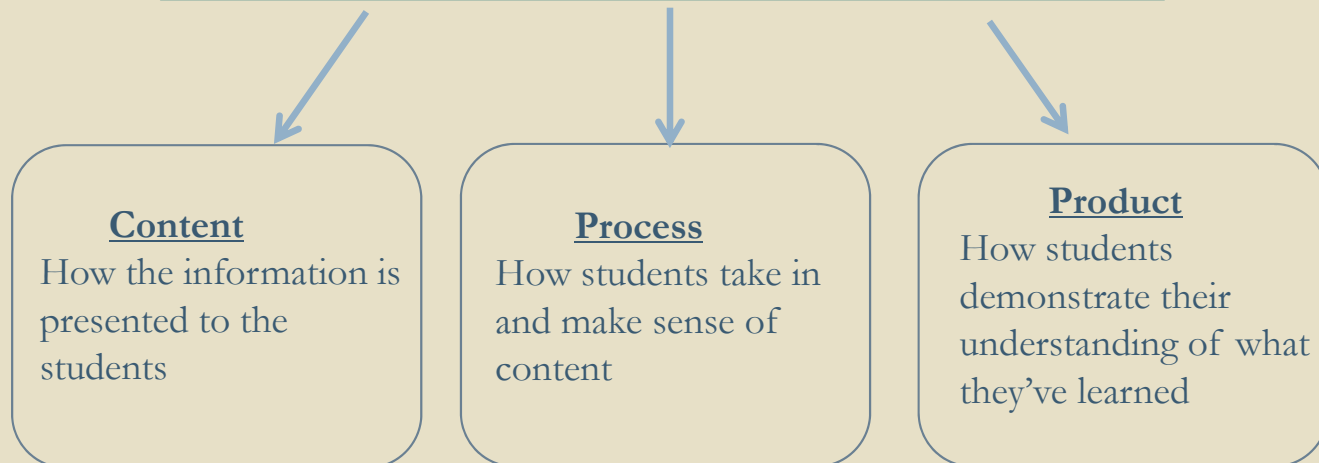 Content
How the information is
presented to the
students
Process
How students take in
and make sense of
content
Product
How students
demonstrate their
understanding of what
they’ve learned